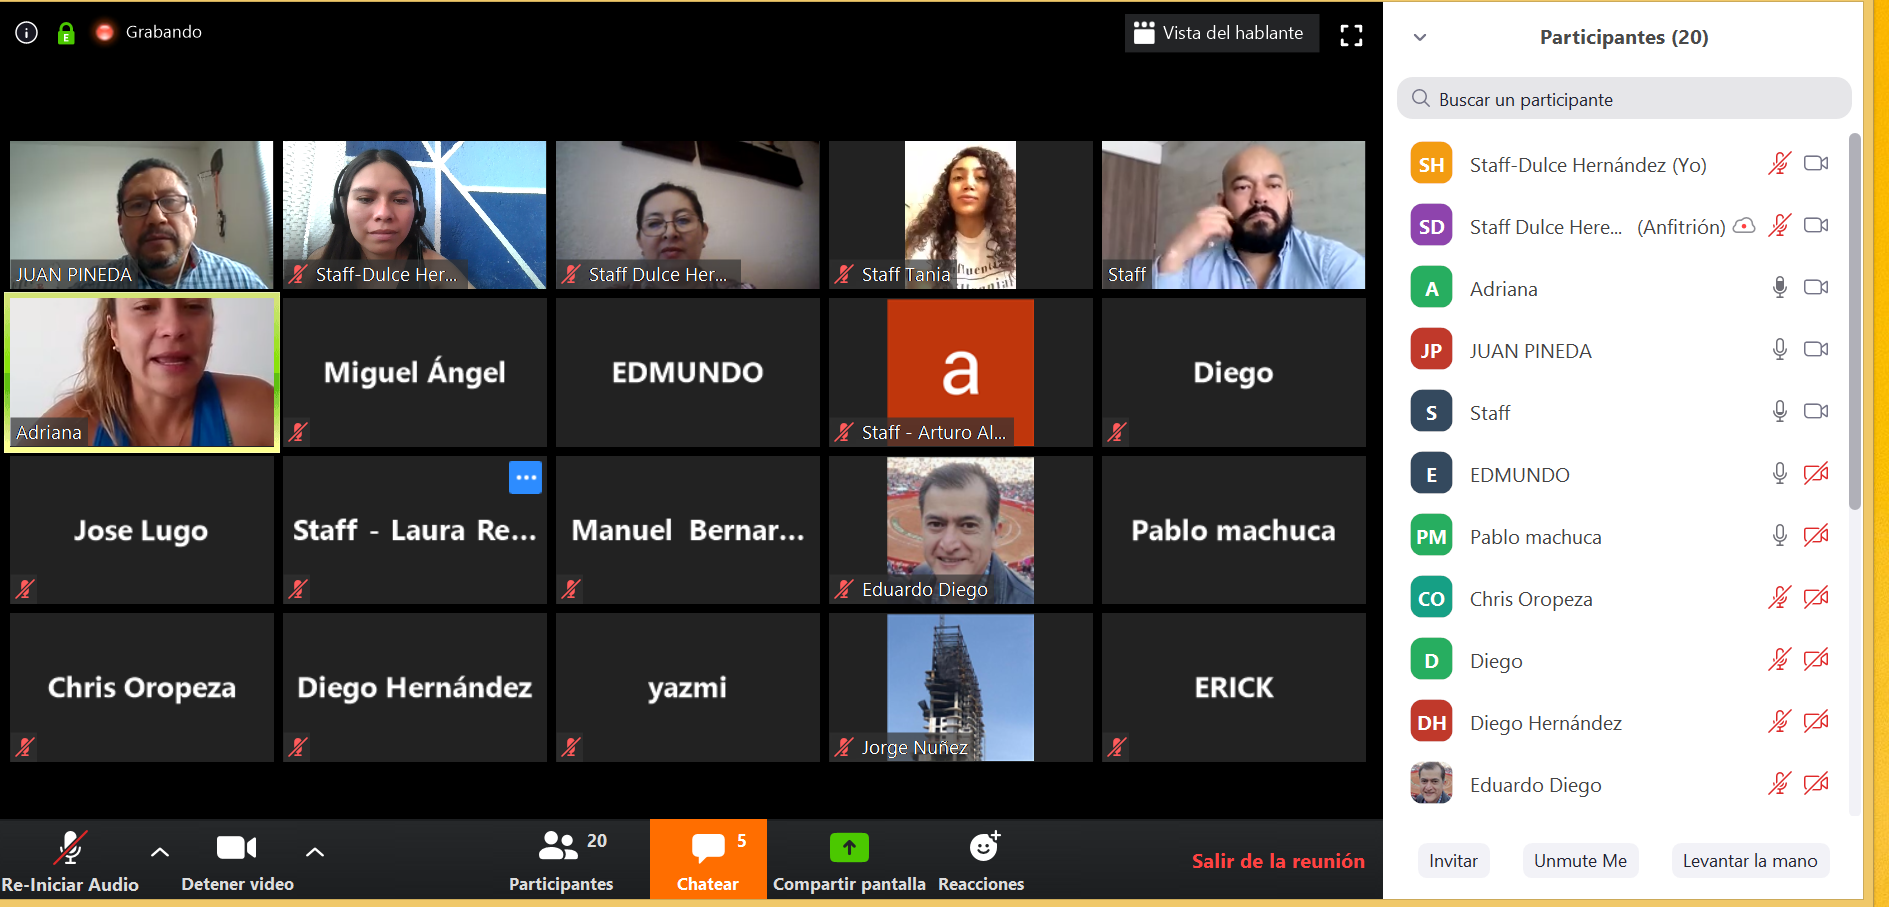 Grabando
Vista del hablante
JUAN PINEDA
Staff-Dulce Her...
Staff Dulce Her...
Staff Tania
Staff
Adriana
Miguel Ángel
EDMUNDO
a
Staff - Arturo Al...
Diego
Jose Lugo
Staff - Laura Re...
Manuel Bernar...
Eduardo Diego
Pablo machuca
Chris Oropeza
Diego Hernández
yazmi
Jorge Nuñez
ERICK
Re-Iniciar Audio
Detener video
20
Participantes
5
Chatear
Compartir pantalla
Reacciones
Salir de la reunión
Participantes (20)
Buscar un participante
SH Staff-Dulce Hernández (Yo)
SD Staff Dulce Here... (Anfitrión)
A Adriana
JP JUAN PINEDA
S Staff
E EDMUNDO
PM Pablo machuca
CO Chris Oropeza
D Diego
DH Diego Hernández
Eduardo Diego
Invitar
Unmute Me
Levantar la mano